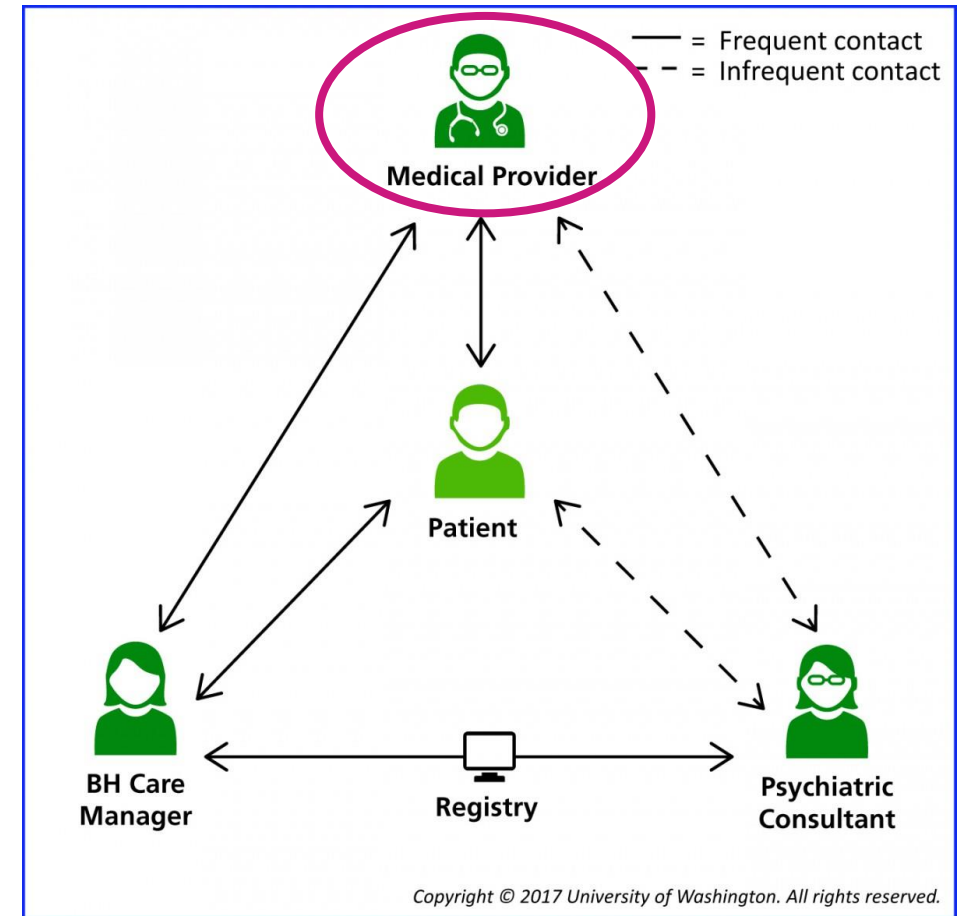 = Frequent contact
= Infrequent contact
Medical Provider
Patient
BH Care
Manager
Registry
Psychiatric
Consultant
Copyright © 2017 University of Washington. All rights reserved.